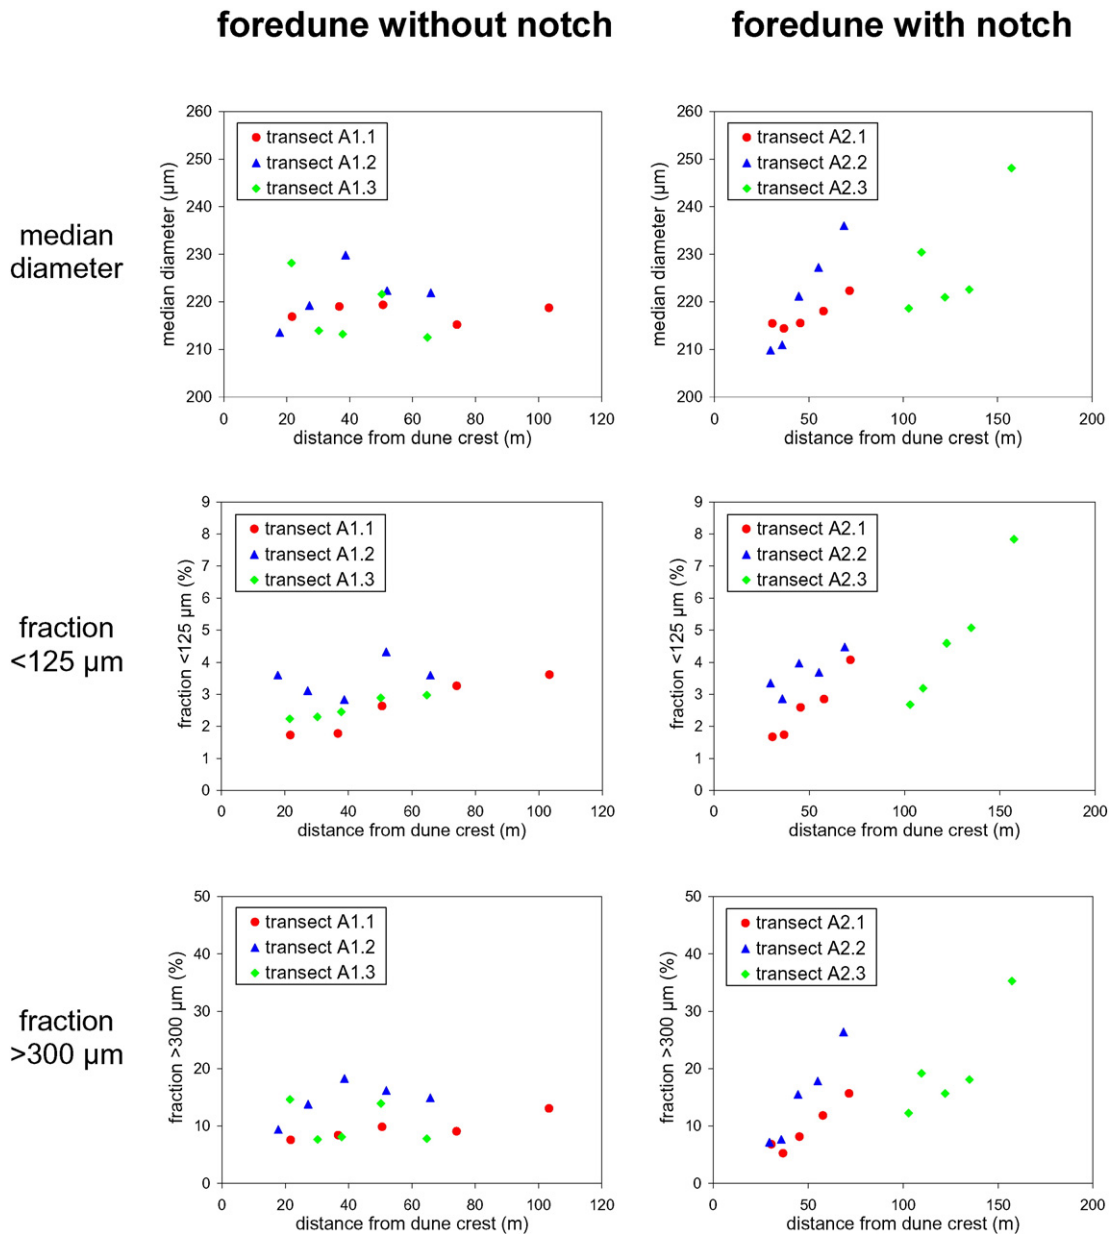 foredune without notch
foredune with notch
median
diameter
260
250
240
230
220
210
200
median diameter (µm)
transect A1.1
transect A1.2
transect A1.3
0
20
40
60
80
100
120
distance from dune crest (m)
260
250
240
230
220
210
200
median diameter (µm)
transect A2.1
transect A2.2
transect A2.3
0
50
100
150
200
distance from dune crest (m)
fraction
<125 µm
9
8
7
6
5
4
3
2
1
0
fraction <125 µm (%)
transect A1.1
transect A1.2
transect A1.3
0
20
40
60
80
100
120
distance from dune crest (m)
9
8
7
6
5
4
3
2
1
0
fraction <125 µm (%)
transect A2.1
transect A2.2
transect A2.3
0
50
100
150
200
distance from dune crest (m)
fraction
>300 µm
50
40
30
20
10
0
fraction >300 µm (%)
transect A1.1
transect A1.2
transect A1.3
0
20
40
60
80
100
120
distance from dune crest (m)
50
40
30
20
10
0
fraction >300 µm (%)
transect A2.1
transect A2.2
transect A2.3
0
50
100
150
200
distance from dune crest (m)